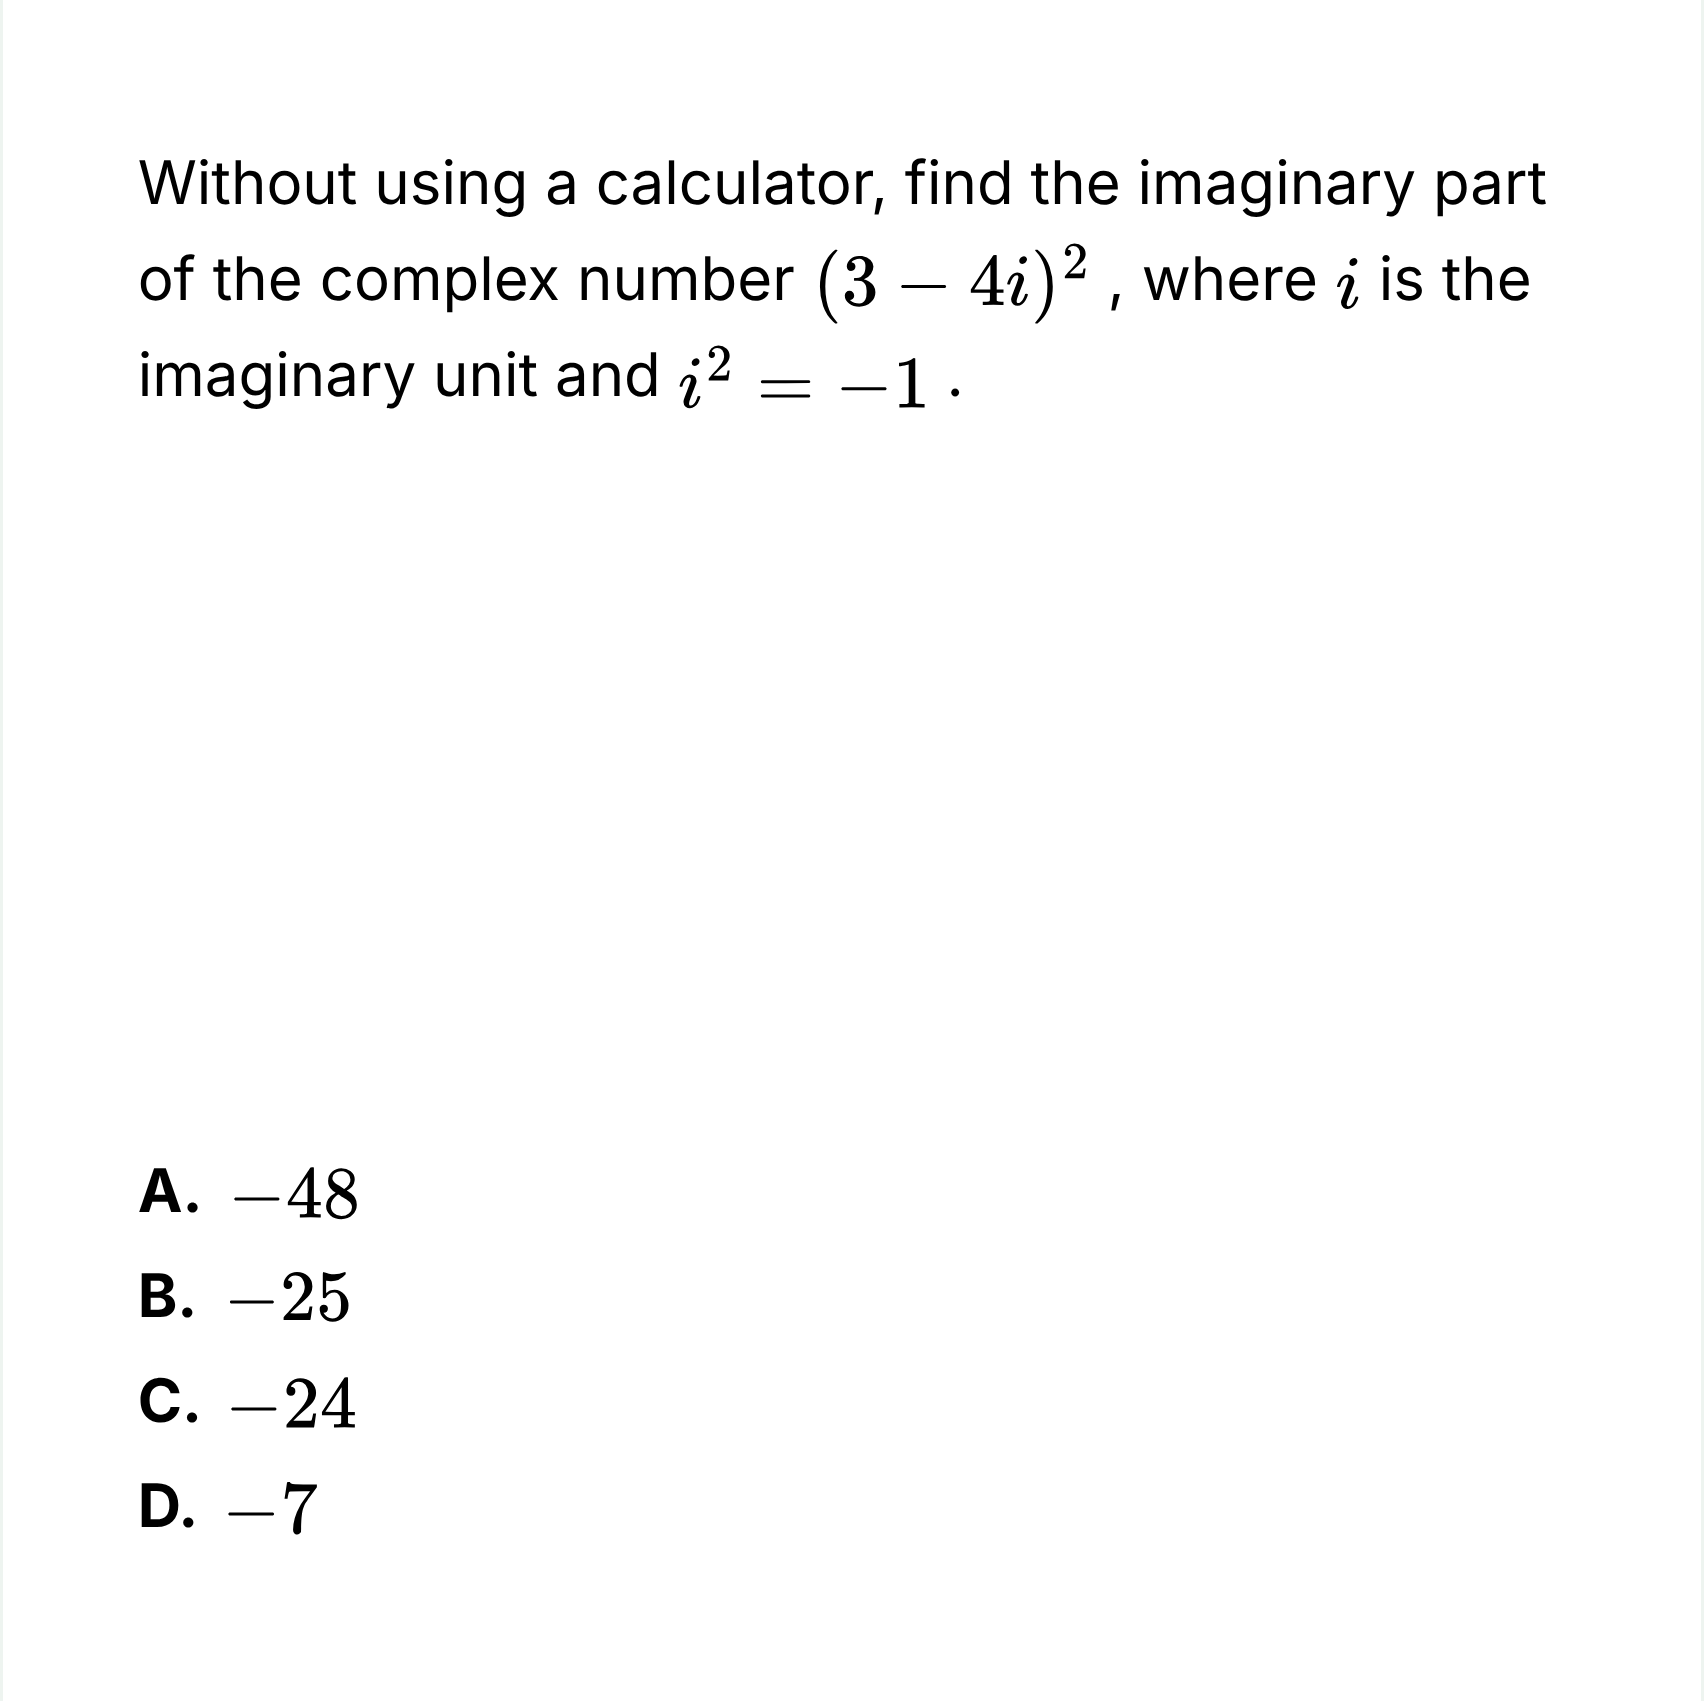 Without using a calculator, find the imaginary part
of the complex number (3 − 4i)² , where i is the
imaginary unit and i² = −1 .
A. −48
B. −25
C. −24
D. −7